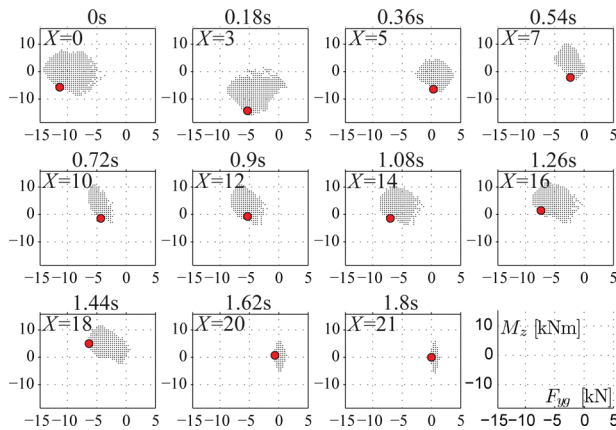 0s 0.18s 0.36s 0.54s
X=0 X=3 X=5 X=7
10 10 10 10
0 0 0 0
−10 −10 −10 −10
−15 −10 −5 0 5 −15 −10 −5 0 5 −15 −10 −5 0 5 −15 −10 −5 0 5
0.72s 0.9s 1.08s 1.26s
X=10 X=12 X=14 X=16
10 10 10 10
0 0 0 0
−10 −10 −10 −10
−15 −10 −5 0 5 −15 −10 −5 0 5 −15 −10 −5 0 5 −15 −10 −5 0 5
1.44s 1.62s 1.8s
X=18 X=20 X=21
10 10 10 10 M_z [kNm]
0 0 0 0
−10 −10 −10 −10 F_yg [kN]
−15 −10 −5 0 5 −15 −10 −5 0 5 −15 −10 −5 0 5 −15 −10 −5 0 5